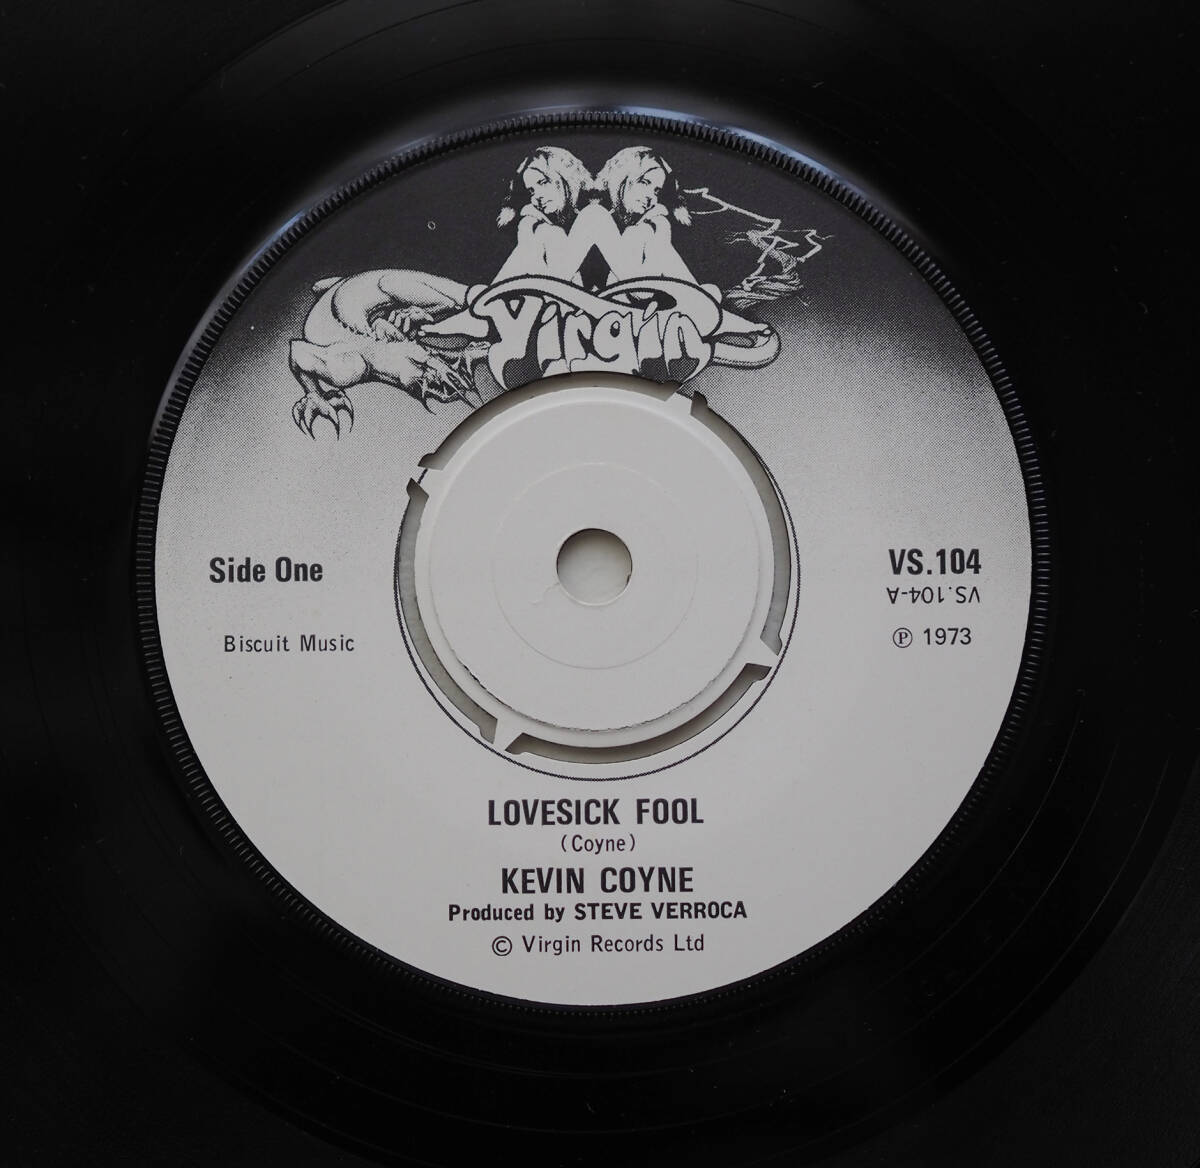 Virgin
Side One
VS.104
VS.104-A
Biscuit Music
℗ 1973
LOVESICK FOOL
(Coyne)
KEVIN COYNE
Produced by STEVE VERROCA
© Virgin Records Ltd